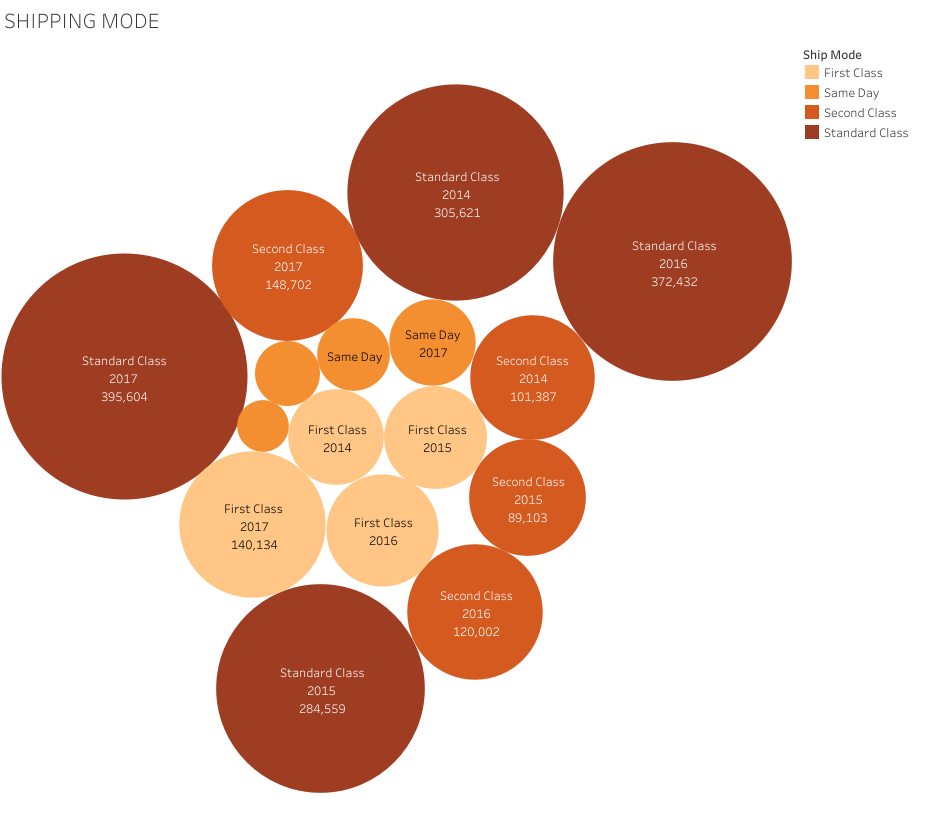 SHIPPING MODE
Ship Mode
First Class
Same Day
Second Class
Standard Class
Standard Class
2014
305,621
Standard Class
2016
372,432
Second Class
2017
148,702
Standard Class
2017
395,604
Same Day
Same Day
2017
Second Class
2014
101,387
First Class
2014
First Class
2015
Second Class
2015
89,103
First Class
2017
140,134
First Class
2016
Second Class
2016
120,002
Standard Class
2015
284,559